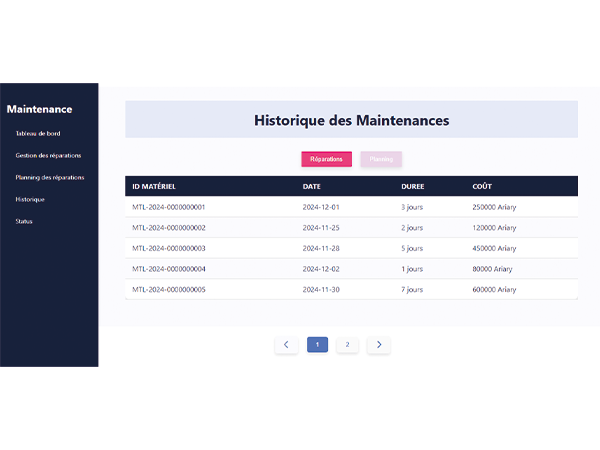 Maintenance
Tableau de bord
Gestion des réparations
Planning des réparations
Historique
Status
Historique des Maintenances
Réparations Planning
ID MATÉRIEL DATE DUREE COÛT
MTL-2024-0000000001 2024-12-01 3 jours 250000 Ariary
MTL-2024-0000000002 2024-11-25 2 jours 120000 Ariary
MTL-2024-0000000003 2024-11-28 5 jours 450000 Ariary
MTL-2024-0000000004 2024-12-02 1 jours 80000 Ariary
MTL-2024-0000000005 2024-11-30 7 jours 600000 Ariary
1 2